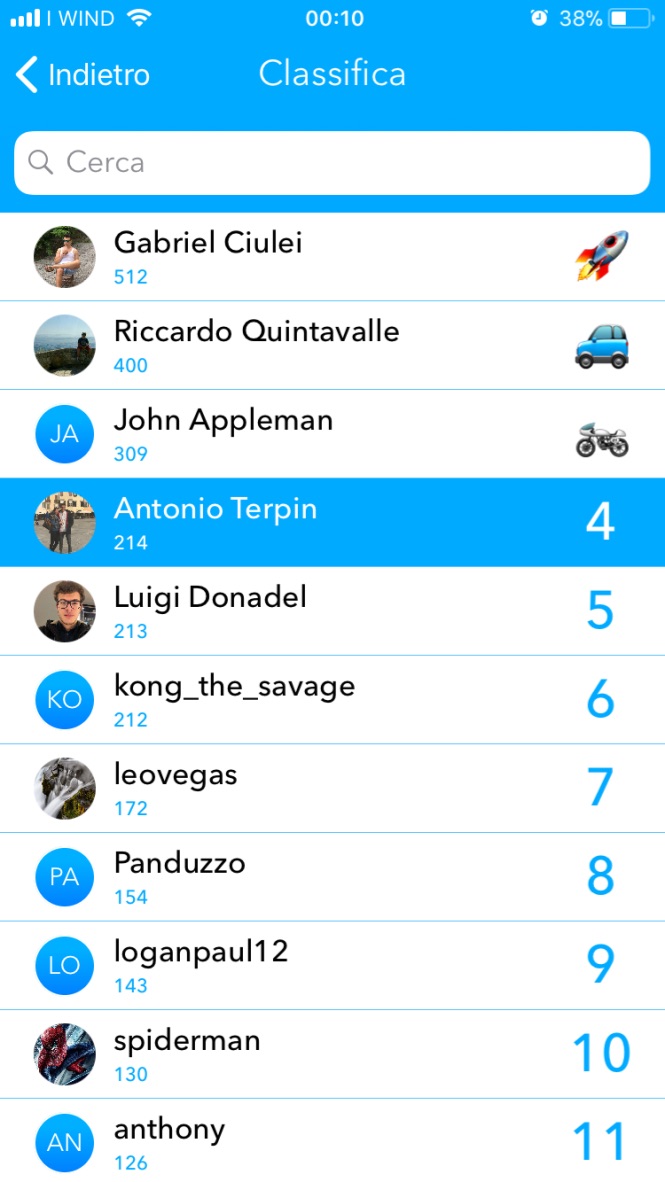 I WIND 00:10 38%
Indietro Classifica
Cerca
Gabriel Ciulei
512
Riccardo Quintavalle
400
JA
John Appleman
309
Antonio Terpin
214
4
Luigi Donadel
213
5
KO
kong_the_savage
212
6
leovegas
172
7
PA
Panduzzo
154
8
LO
loganpaul12
143
9
spiderman
130
10
AN
anthony
126
11